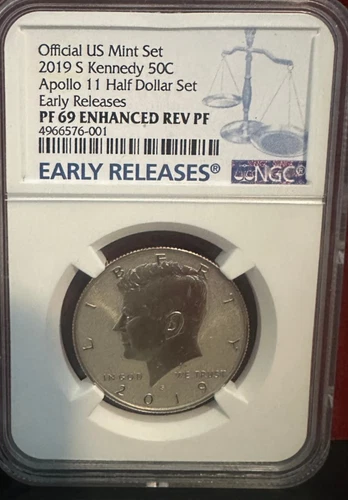 Official US Mint Set
2019 S Kennedy 50C
Apollo 11 Half Dollar Set
Early Releases
PF 69 ENHANCED REV PF
4966576-001
EARLY RELEASES®
NGC®
LIBERTY
IN GOD WE TRUST
S
2019